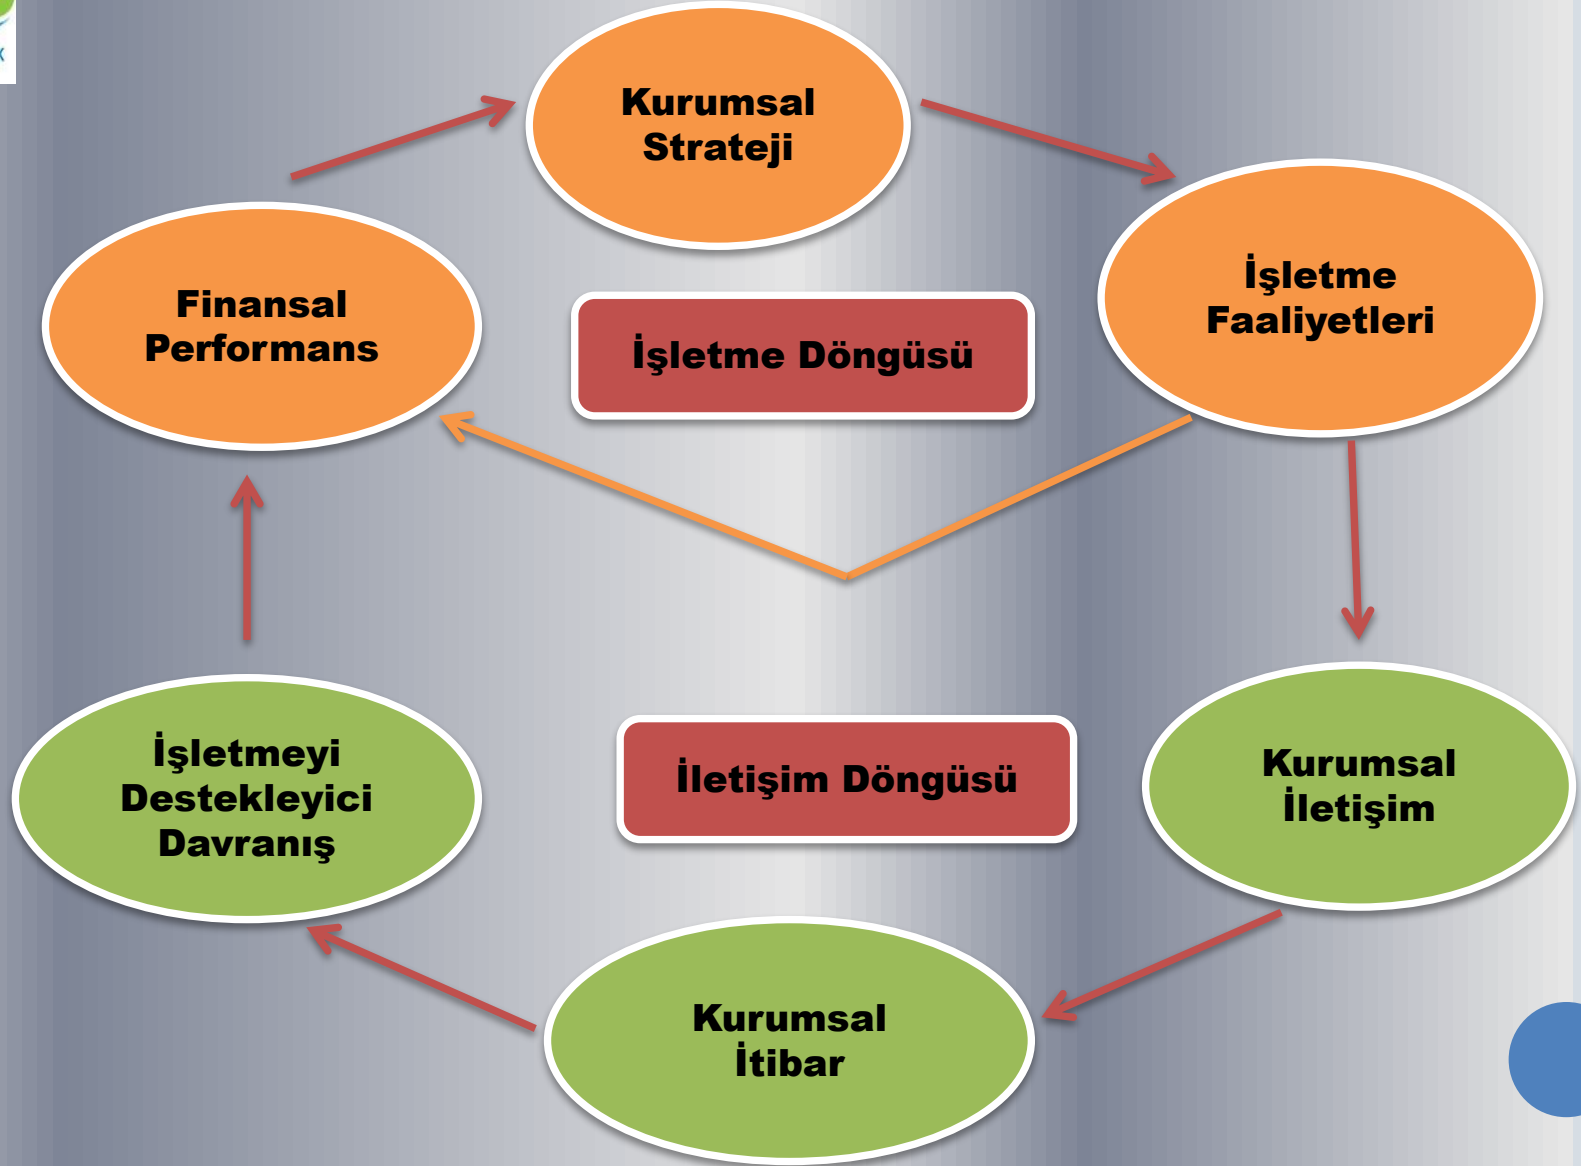 Kurumsal
Strateji
İşletme
Faaliyetleri
Finansal
Performans
İşletme Döngüsü
İşletmeyi
Destekleyici
Davranış
İletişim Döngüsü
Kurumsal
İletişim
Kurumsal
İtibar